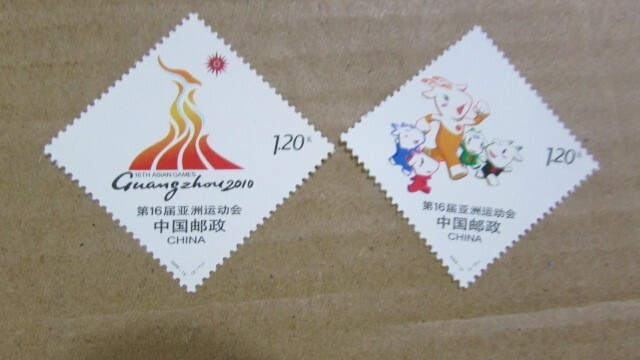 1.20元
16TH ASIAN GAMES
Guangzhou 2010
第16届亚洲运动会
中国邮政
CHINA
1.20元
第16届亚洲运动会
中国邮政
CHINA